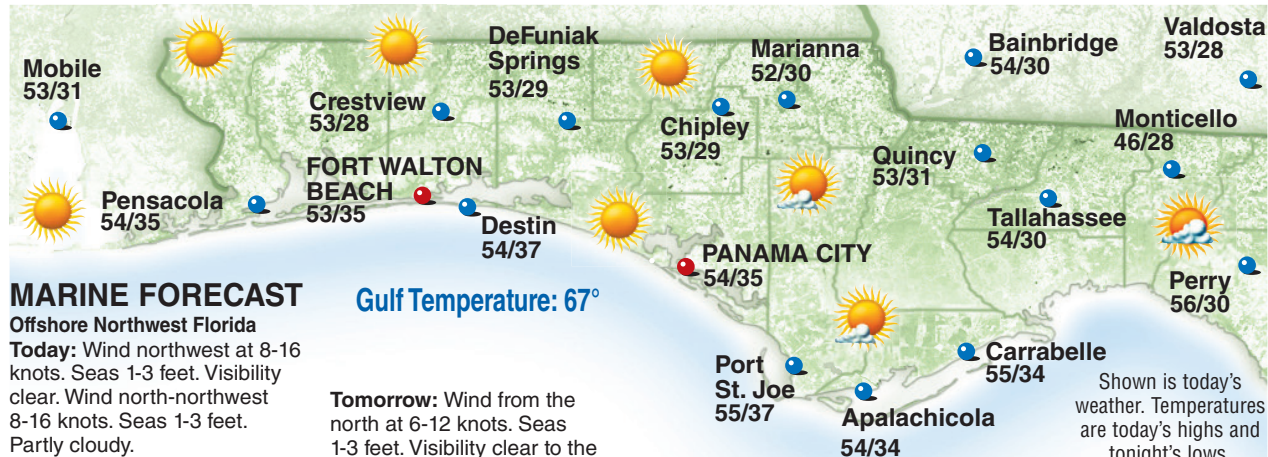 Mobile
53/31
Crestview
53/28
DeFuniak
Springs
53/29
Marianna
52/30
Chipley
53/29
Bainbridge
54/30
Valdosta
53/28
Monticello
46/28
Quincy
53/31
Tallahassee
54/30
Perry
56/30
Pensacola
54/35
FORT WALTON
BEACH
53/35
Destin
54/37
PANAMA CITY
54/35
Port
St. Joe
55/37
Apalachicola
54/34
Carrabelle
55/34
Gulf Temperature: 67°
MARINE FORECAST
Offshore Northwest Florida
Today: Wind northwest at 8-16
knots. Seas 1-3 feet. Visibility
clear. Wind north-northwest
8-16 knots. Seas 1-3 feet.
Partly cloudy.
Tomorrow: Wind from the
north at 6-12 knots. Seas
1-3 feet. Visibility clear to the
Shown is today's
weather. Temperatures
are today's highs and
tonight's lows